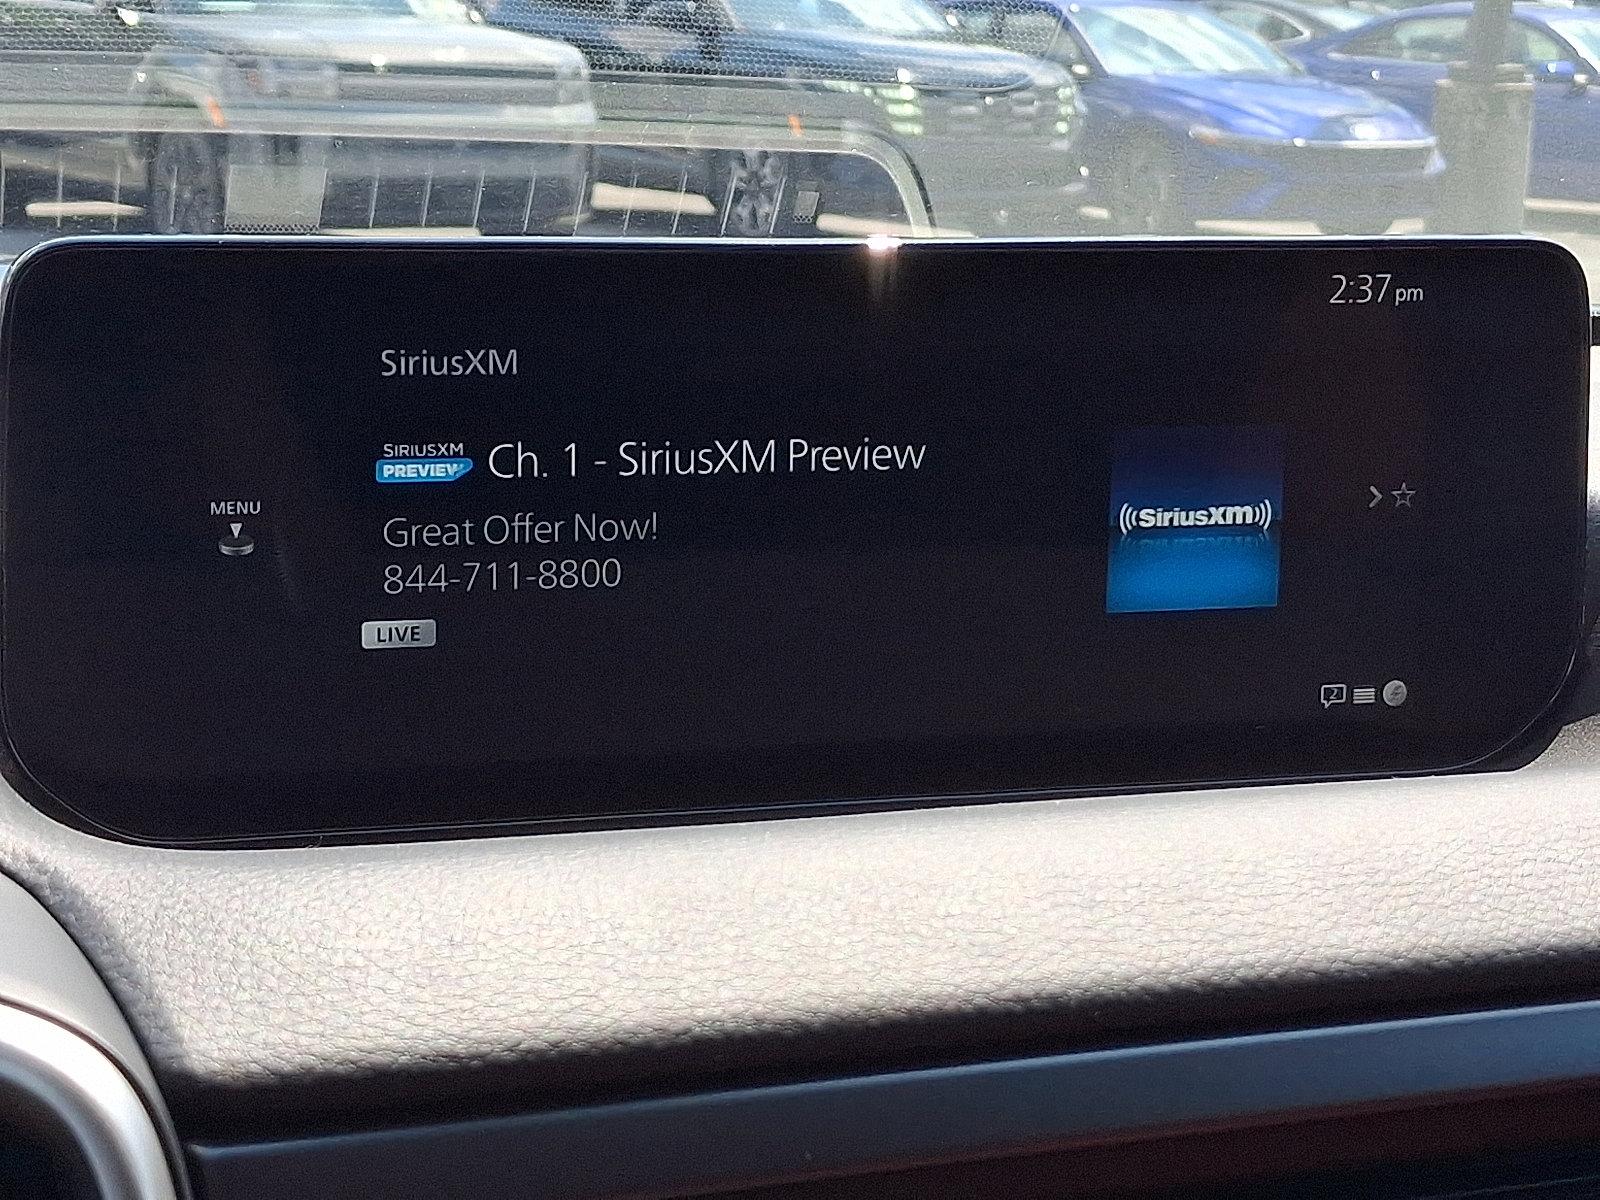 2:37 pm
SiriusXM
SIRIUSXM
PREVIEW
Ch. 1 - SiriusXM Preview
MENU
Great Offer Now!
844-711-8800
((SiriusXM))
LIVE
2